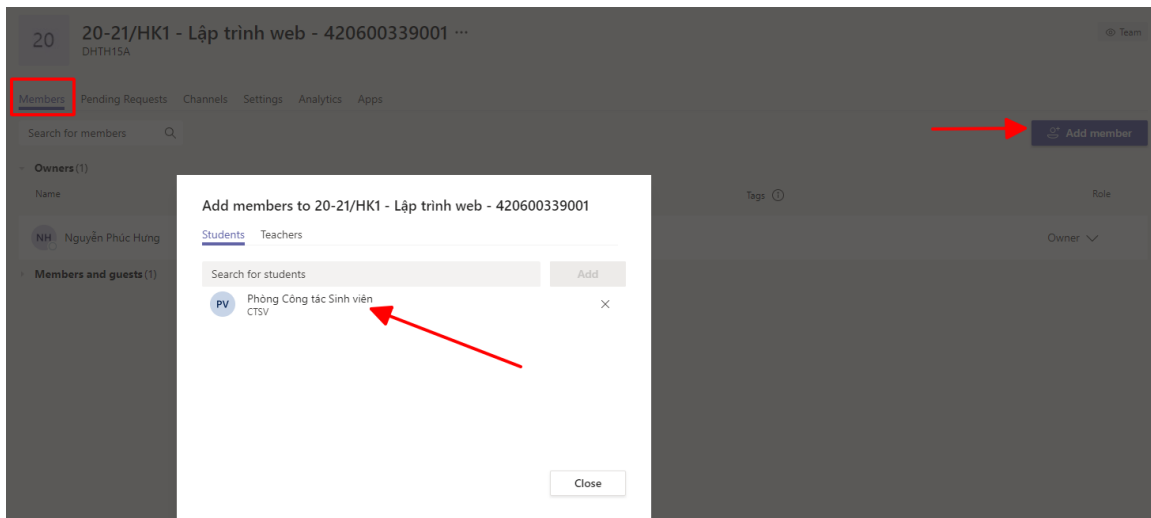 20
20-21/HK1 - Lập trình web - 420600339001 ...
DHTH15A
Team
Members Pending Requests Channels Settings Analytics Apps
Search for members
Add member
Owners (1)
Name Tags Role
NH Nguyễn Phúc Hưng Owner
Members and guests (1)
Add members to 20-21/HK1 - Lập trình web - 420600339001
Students Teachers
Search for students Add
PV Phòng Công tác Sinh viên
CTSV
Close